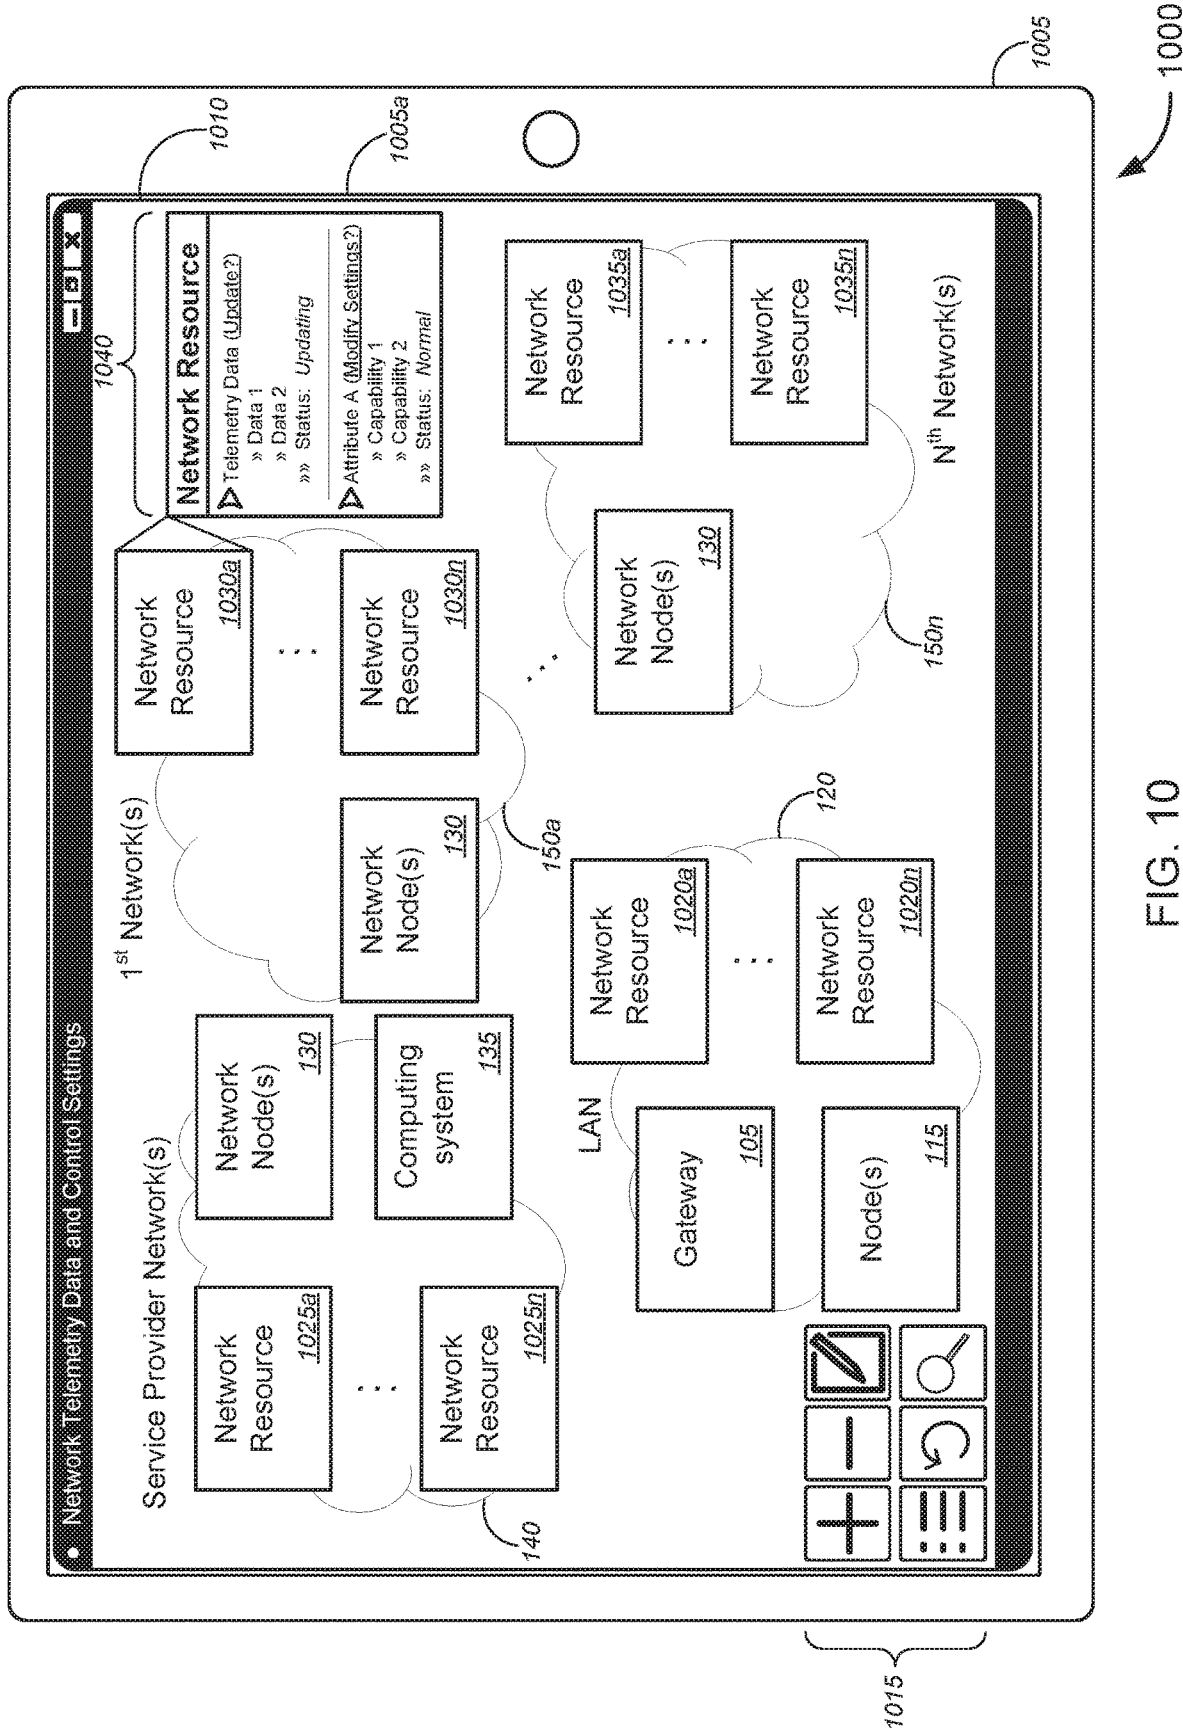 Network Telemetry Data and Control Settings
Service Provider Network(s)
Network
Resource
1025a
. . .
Network
Resource
1025n
140
Network
Node(s)
130
Computing
system
135
1st Network(s)
Network
Node(s)
130
150a
Network
Resource
1030a
. . .
Network
Resource
1030n
1040
Network Resource
Telemetry Data (Update?)
» Data 1
» Data 2
»» Status: Updating
Attribute A (Modify Settings?)
» Capability 1
» Capability 2
»» Status: Normal
1010
1005a
1005
. . .
LAN
Gateway
105
Node(s)
115
Network
Resource
1020a
. . .
Network
Resource
1020n
120
Network
Node(s)
130
Network
Resource
1035a
. . .
Network
Resource
1035n
Nth Network(s)
150n
1015
1000
FIG. 10